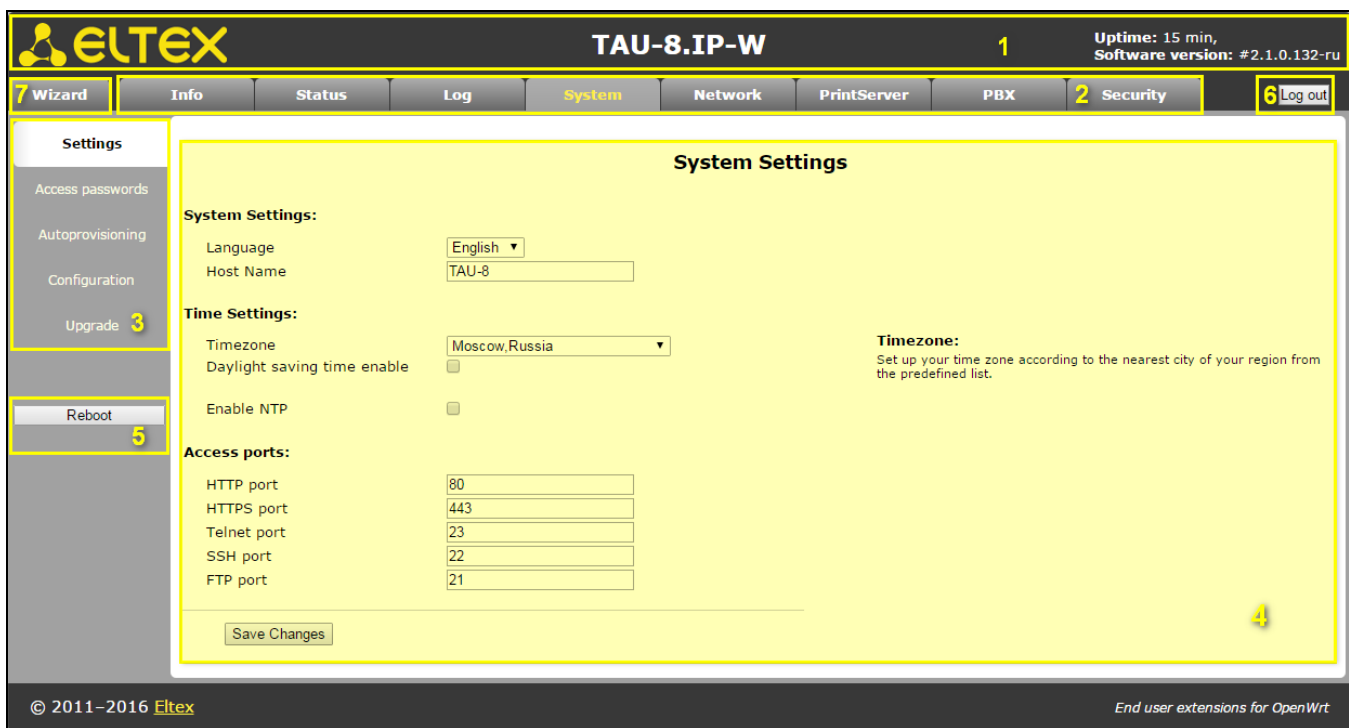 ELTEX
TAU-8.IP-W
1
Uptime: 15 min,
Software version: #2.1.0.132-ru
7 Wizard
Info
Status
Log
System
Network
PrintServer
PBX
2 Security
6 Log out
Settings
Access passwords
Autoprovisioning
Configuration
Upgrade 3
Reboot
5
System Settings
System Settings:
Language English
Host Name TAU-8
Time Settings:
Timezone Moscow,Russia
Daylight saving time enable
Enable NTP
Timezone:
Set up your time zone according to the nearest city of your region from
the predefined list.
Access ports:
HTTP port 80
HTTPS port 443
Telnet port 23
SSH port 22
FTP port 21
Save Changes
4
© 2011–2016 Eltex
End user extensions for OpenWrt